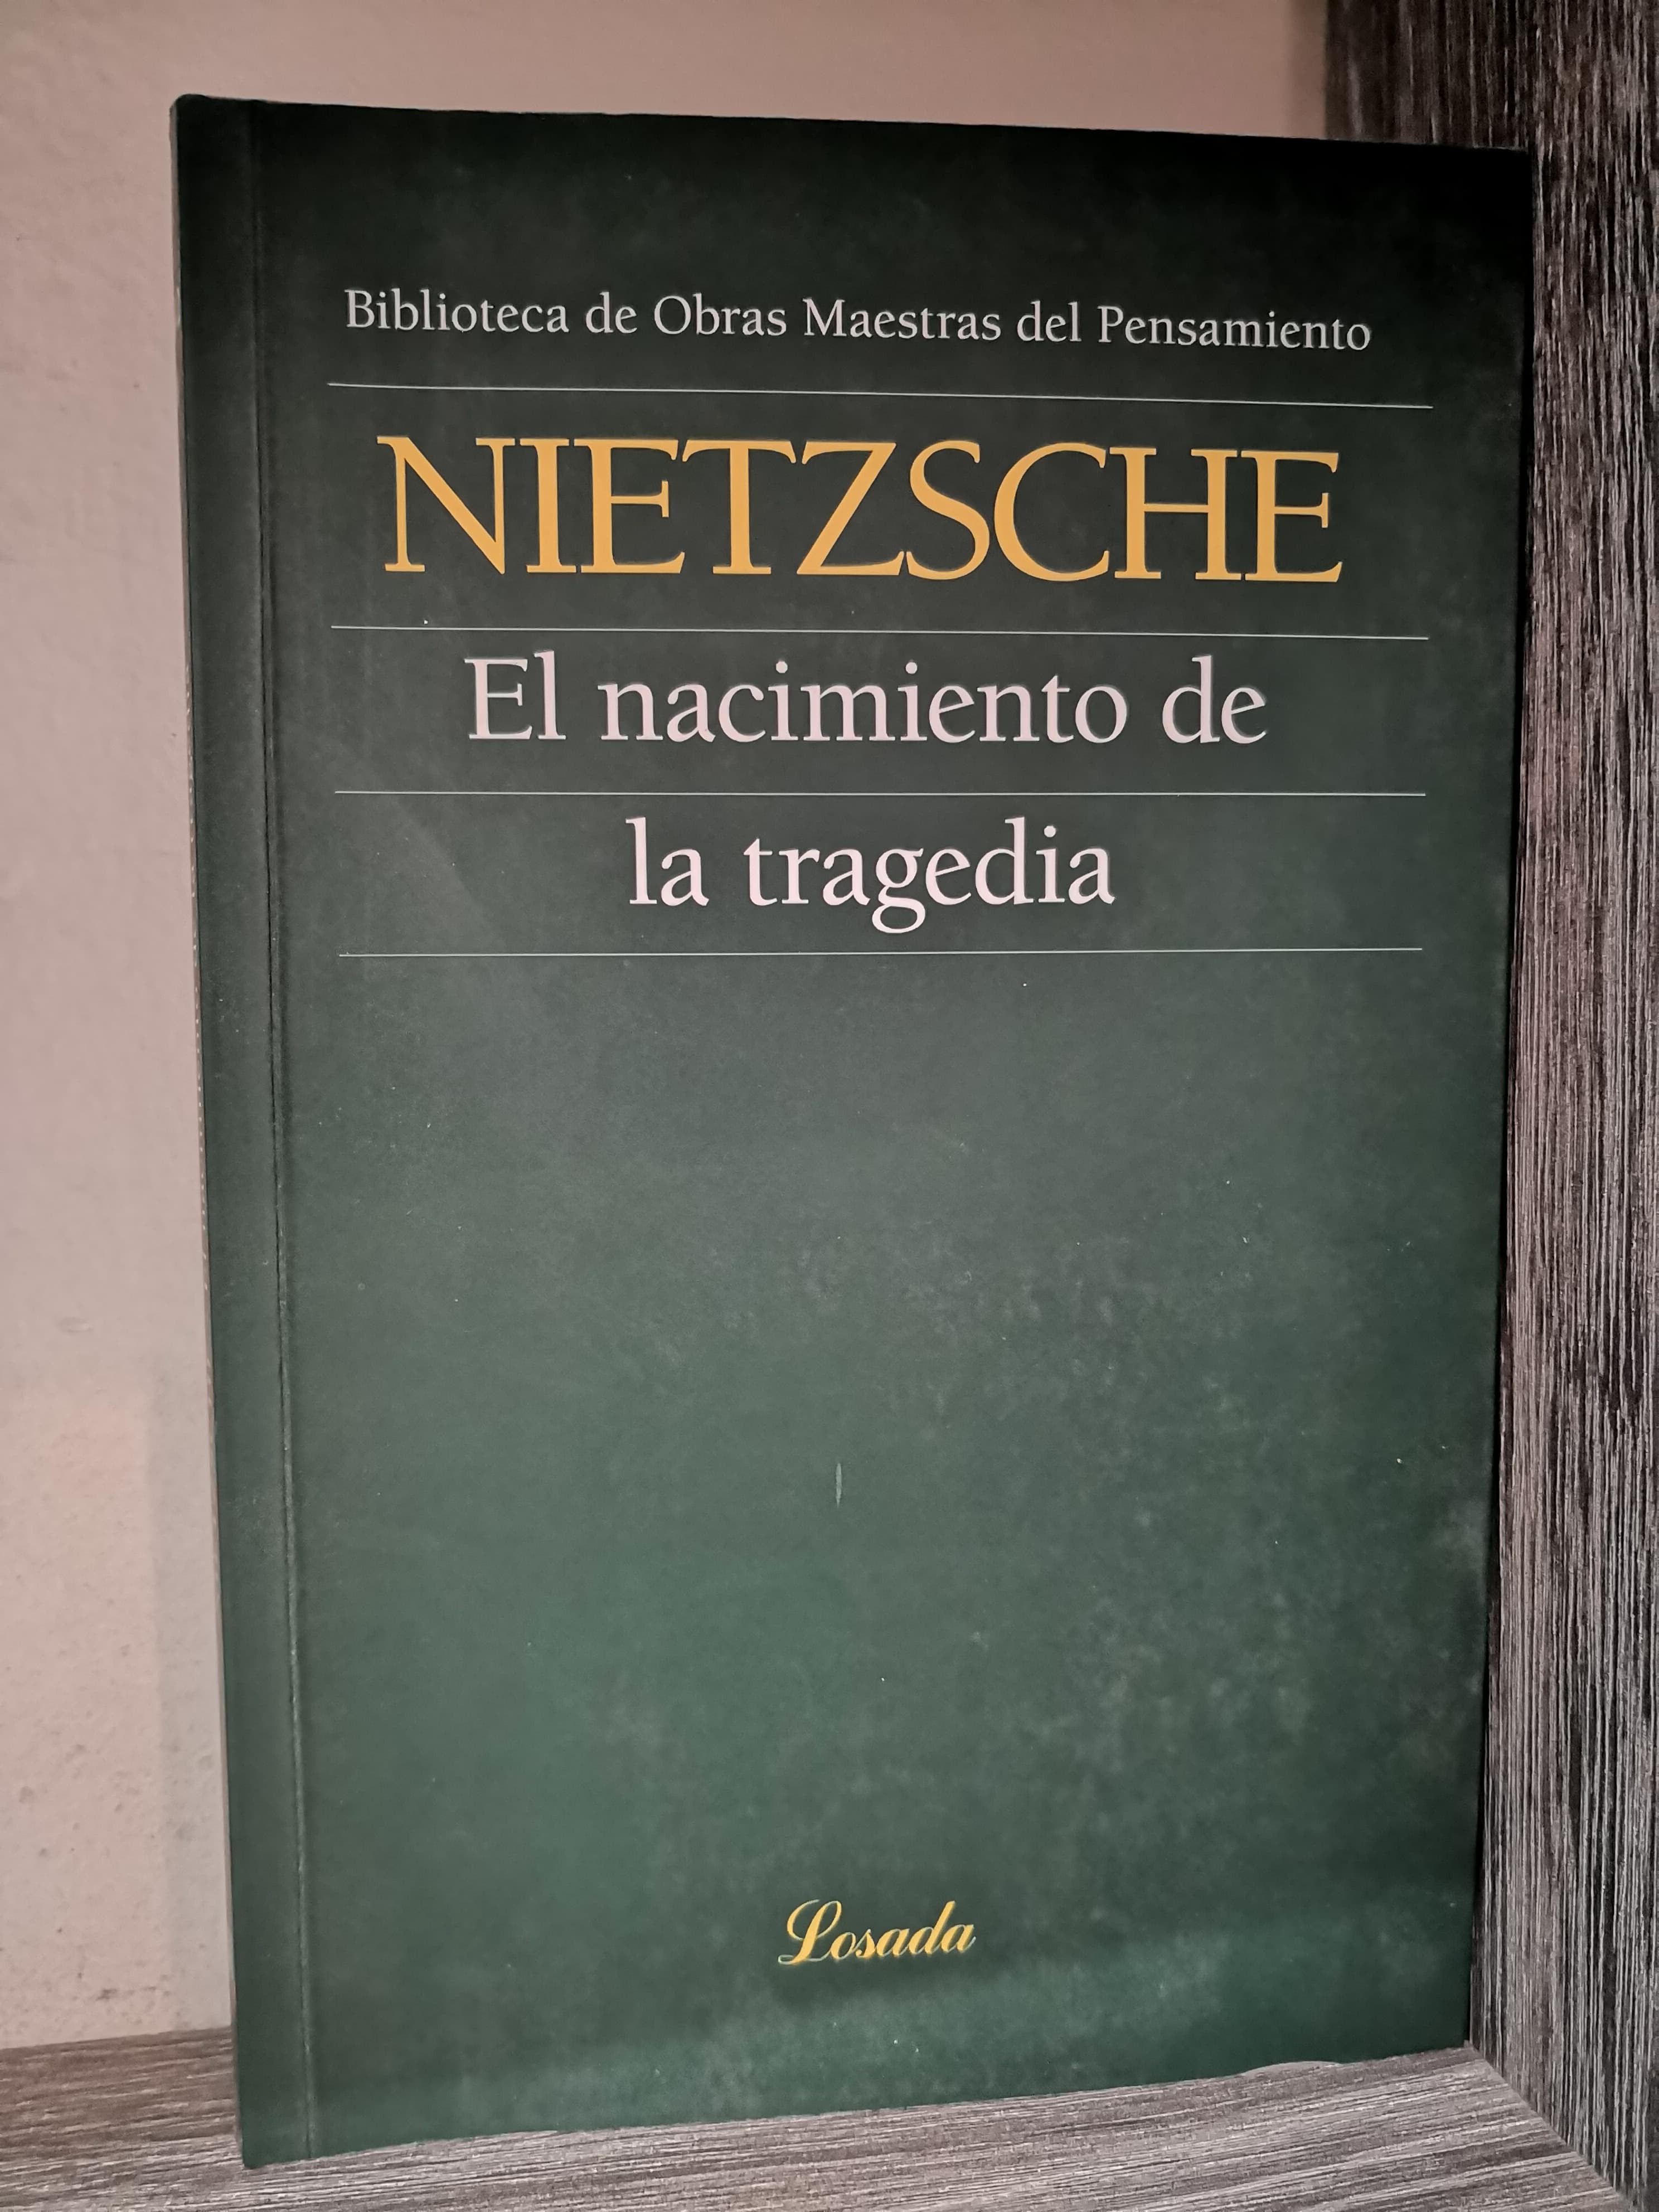 Biblioteca de Obras Maestras del Pensamiento
NIETZSCHE
El nacimiento de
la tragedia
Losada